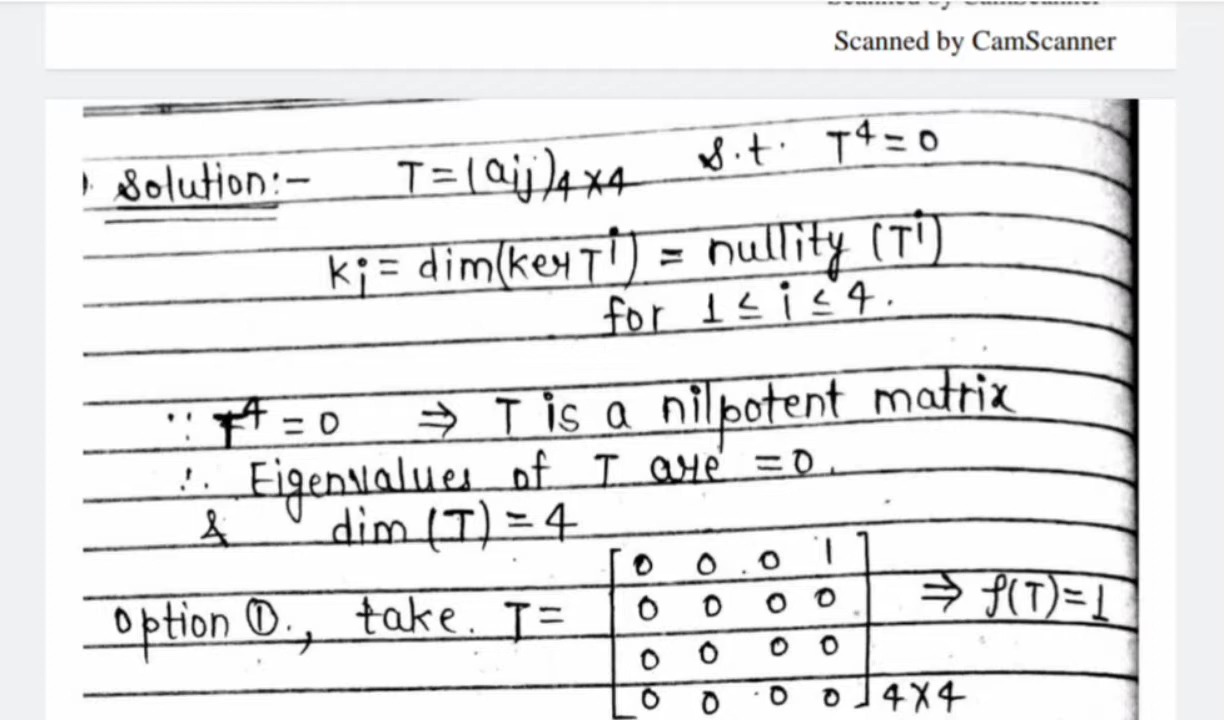 Scanned by CamScanner
Solution:- T=(aij)4×4 s.t. T⁴=0
Ki = dim(ker Tⁱ) = nullity (Tⁱ)
for 1 ≤ i ≤ 4.
∵ T⁴ = 0 ⇒ T is a nilpotent matrix
∴ Eigenvalues of T are = 0.
& dim (T) = 4
option ①., take. T= [0 0 0 1 ⇒ ρ(T)=1
0 0 0 0
0 0 0 0
0 0 0 0] 4×4